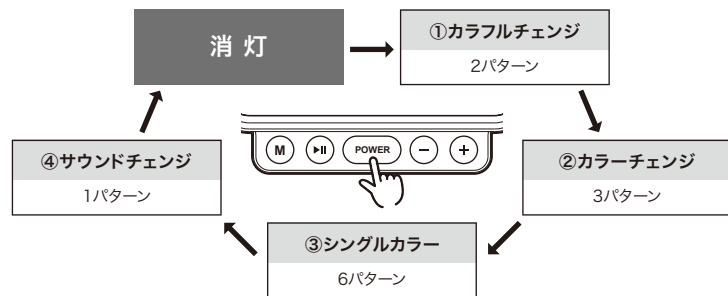 消灯
①カラフルチェンジ
2パターン
②カラーチェンジ
3パターン
③シングルカラー
6パターン
④サウンドチェンジ
1パターン
M ▶II POWER − +